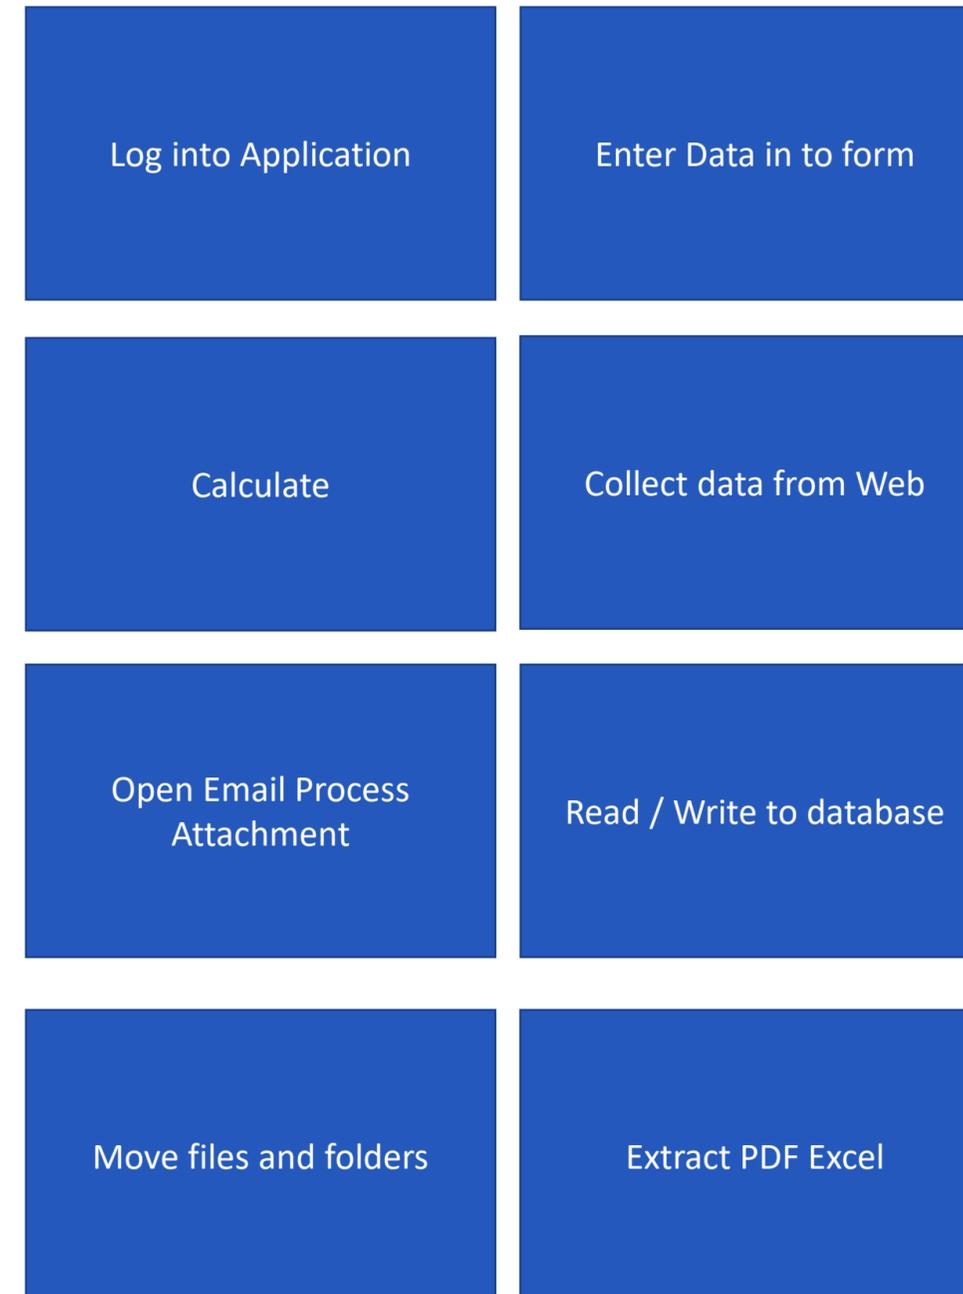 Log into Application
Enter Data in to form
Calculate
Collect data from Web
Open Email Process
Attachment
Read / Write to database
Move files and folders
Extract PDF Excel